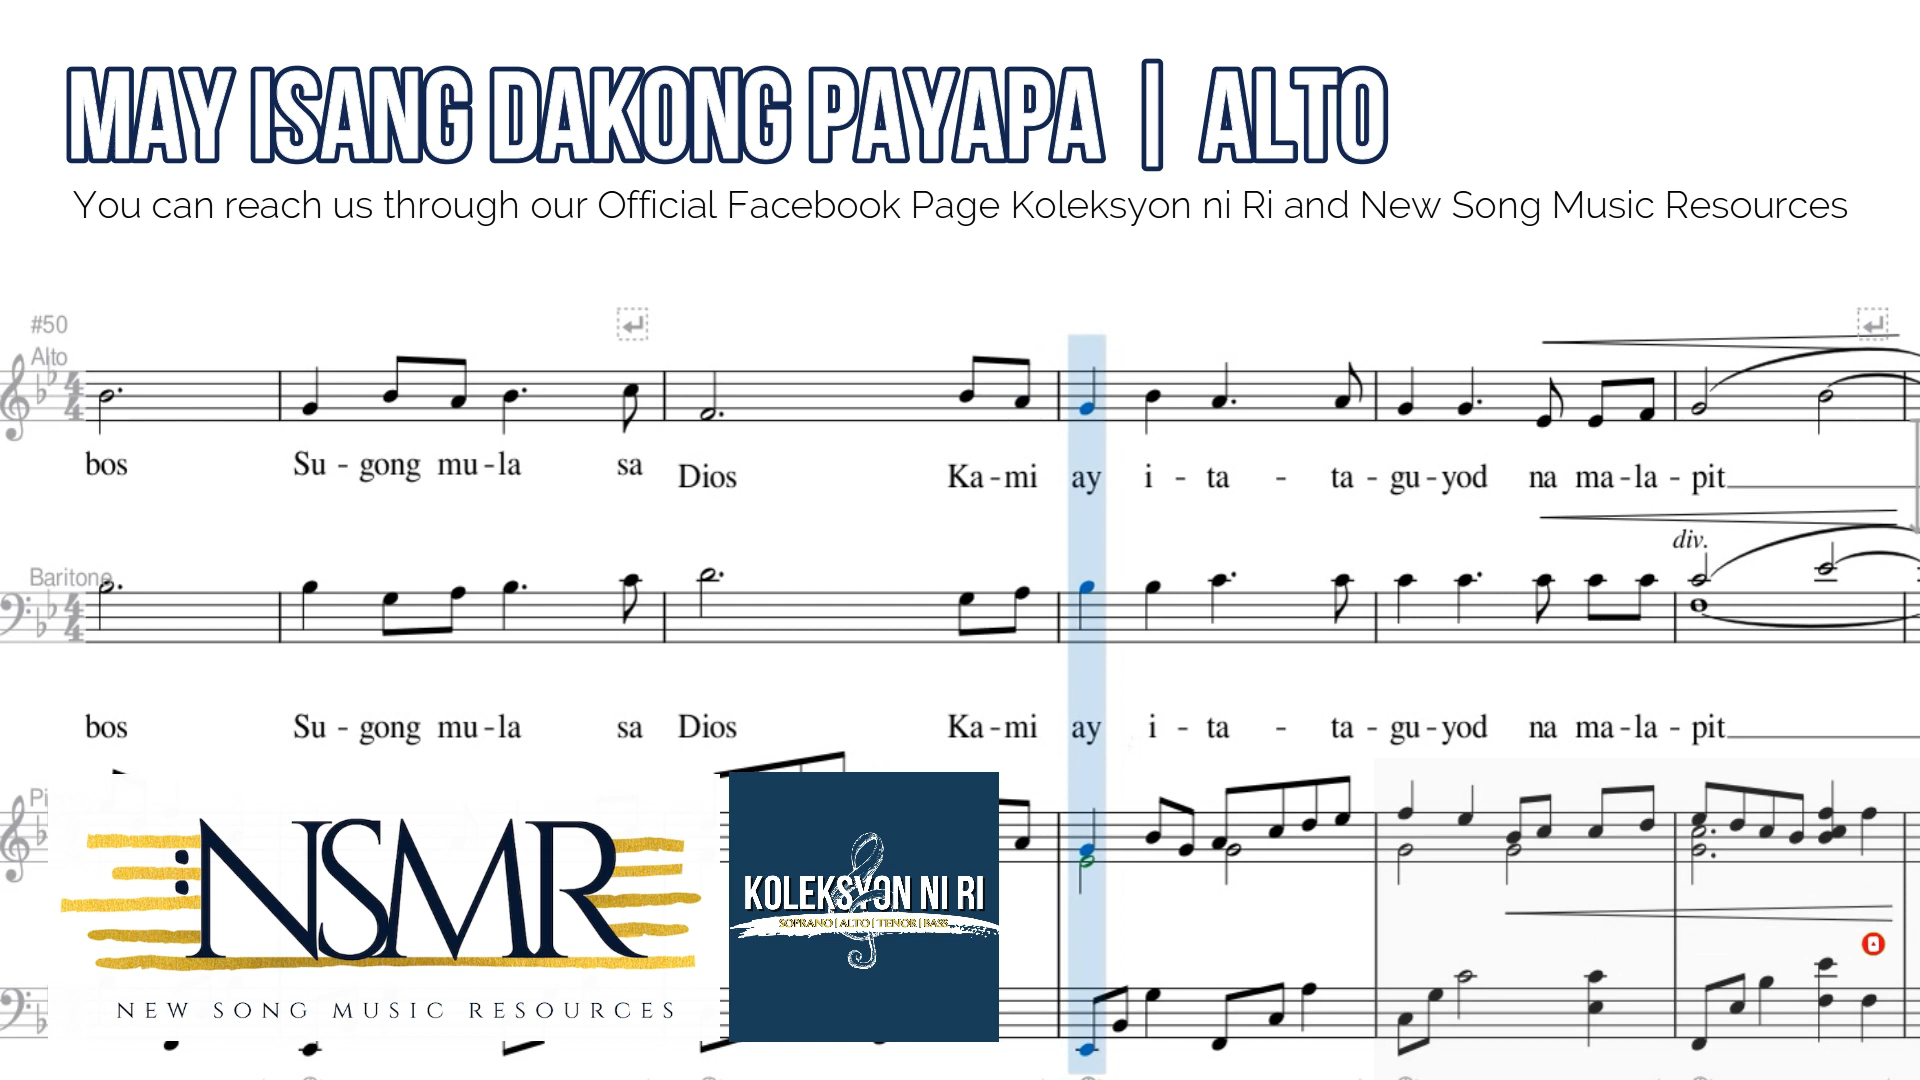 MAY ISANG DAKONG PAYAPA | ALTO
You can reach us through our Official Facebook Page Koleksyon ni Ri and New Song Music Resources
#50
Alto
bos Su - gong mu - la sa Dios Ka - mi ay i - ta - ta - gu - yod na ma - la - pit
div.
Baritone
bos Su - gong mu - la sa Dios Ka - mi ay i - ta - ta - gu - yod na ma - la - pit
Pi
NSMR
NEW SONG MUSIC RESOURCES
KOLEKSYON NI RI
SOPRANO | ALTO | TENOR | BASS